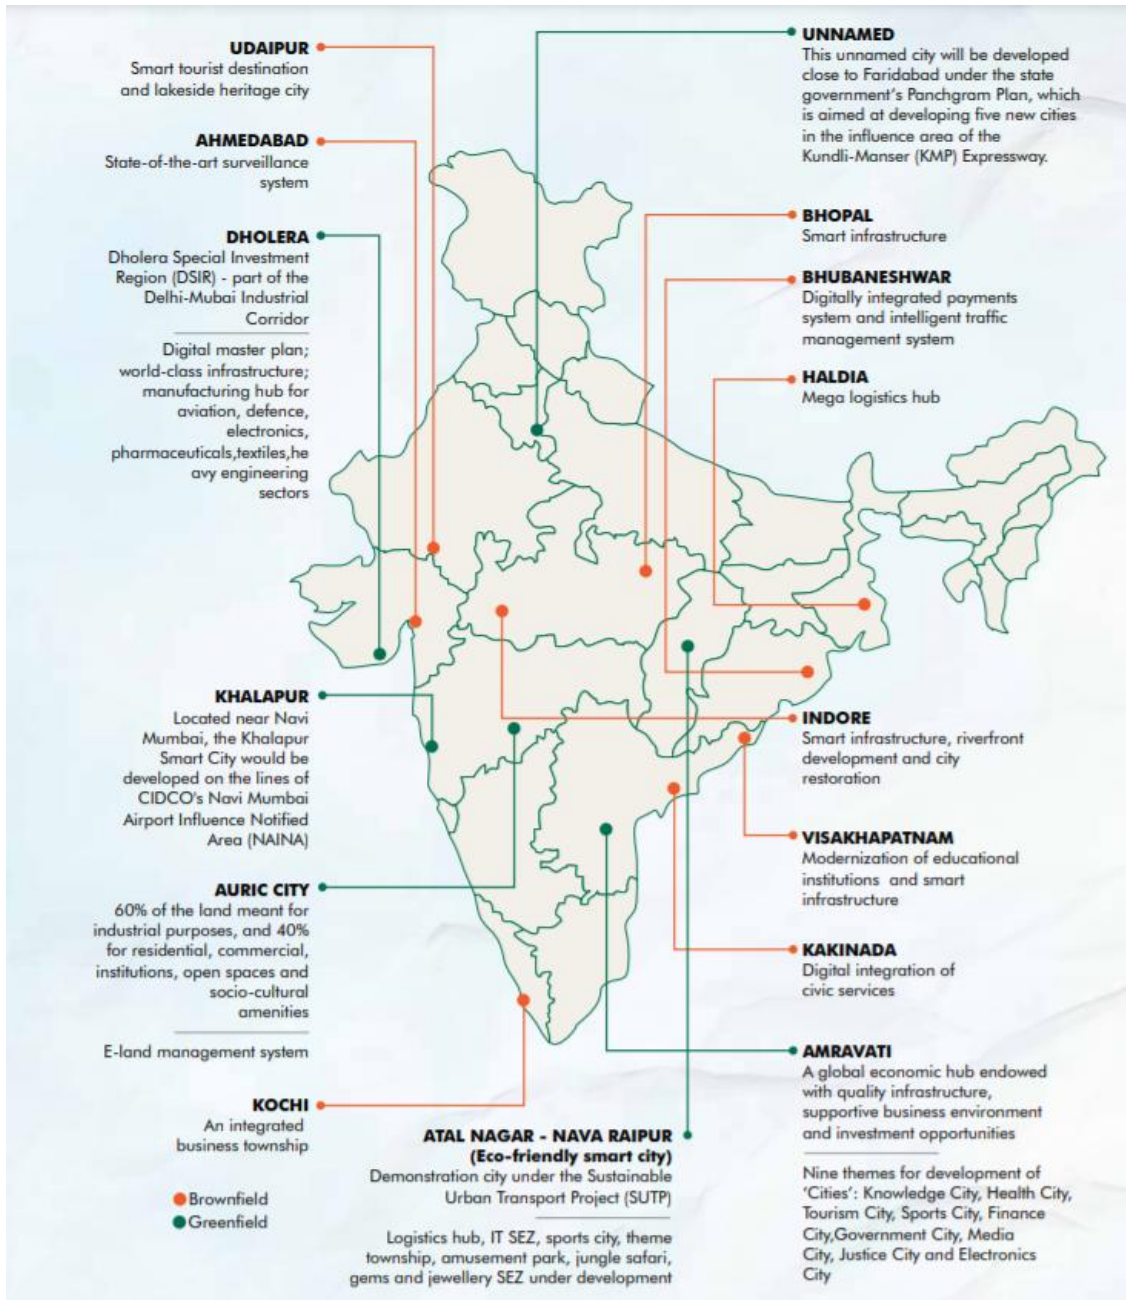 UDAIPUR
Smart tourist destination
and lakeside heritage city
AHMEDABAD
State-of-the-art surveillance
system
DHOLERA
Dholera Special Investment
Region (DSIR) - part of the
Delhi-Mubai Industrial
Corridor
Digital master plan;
world-class infrastructure;
manufacturing hub for
aviation, defence,
electronics,
pharmaceuticals,textiles,he
avy engineering
sectors
KHALAPUR
Located near Navi
Mumbai, the Khalapur
Smart City would be
developed on the lines of
CIDCO's Navi Mumbai
Airport Influence Notified
Area (NAINA)
AURIC CITY
60% of the land meant for
industrial purposes, and 40%
for residential, commercial,
institutions, open spaces and
socio-cultural
amenities
E-land management system
KOCHI
An integrated
business township
Brownfield
Greenfield
ATAL NAGAR - NAVA RAIPUR
(Eco-friendly smart city)
Demonstration city under the Sustainable
Urban Transport Project (SUTP)
Logistics hub, IT SEZ, sports city, theme
township, amusement park, jungle safari,
gems and jewellery SEZ under development
UNNAMED
This unnamed city will be developed
close to Faridabad under the state
government's Panchgram Plan, which
is aimed at developing five new cities
in the influence area of the
Kundli-Manser (KMP) Expressway.
BHOPAL
Smart infrastructure
BHUBANESHWAR
Digitally integrated payments
system and intelligent traffic
management system
HALDIA
Mega logistics hub
INDORE
Smart infrastructure, riverfront
development and city
restoration
VISAKHAPATNAM
Modernization of educational
institutions and smart
infrastructure
KAKINADA
Digital integration of
civic services
AMRAVATI
A global economic hub endowed
with quality infrastructure,
supportive business environment
and investment opportunities
Nine themes for development of
'Cities': Knowledge City, Health City,
Tourism City, Sports City, Finance
City,Government City, Media
City, Justice City and Electronics
City